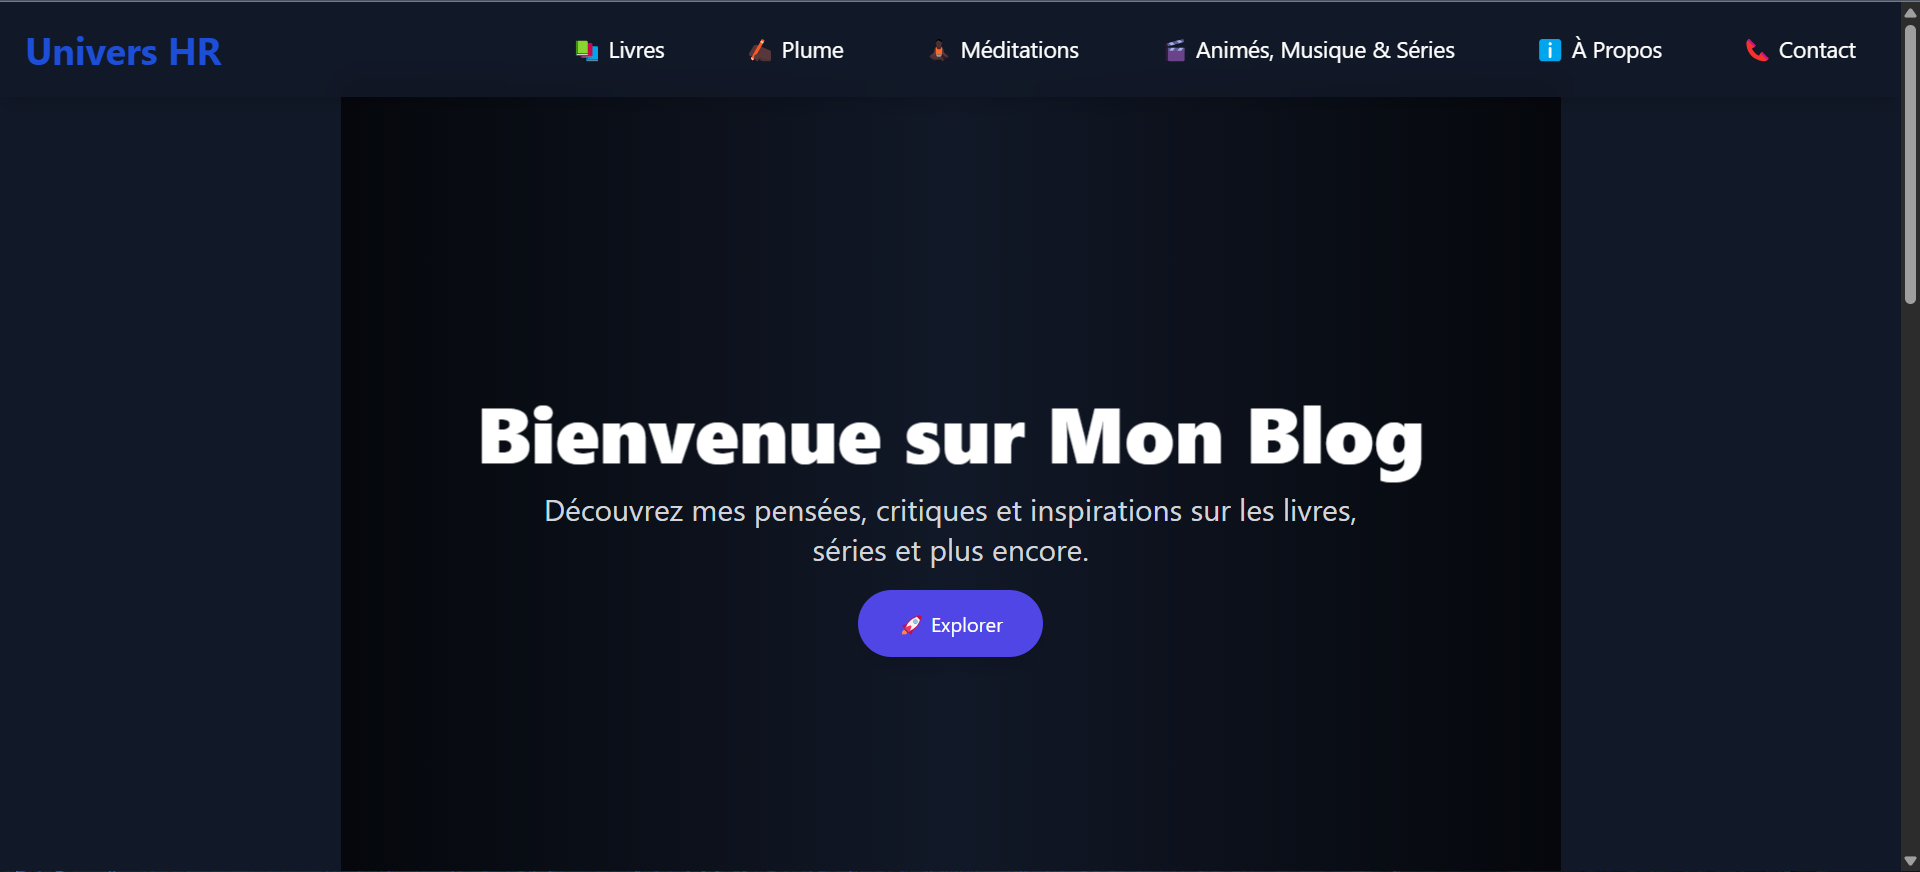 Univers HR
Livres
Plume
Méditations
Animés, Musique & Séries
À Propos
Contact
Bienvenue sur Mon Blog
Découvrez mes pensées, critiques et inspirations sur les livres,
séries et plus encore.
Explorer